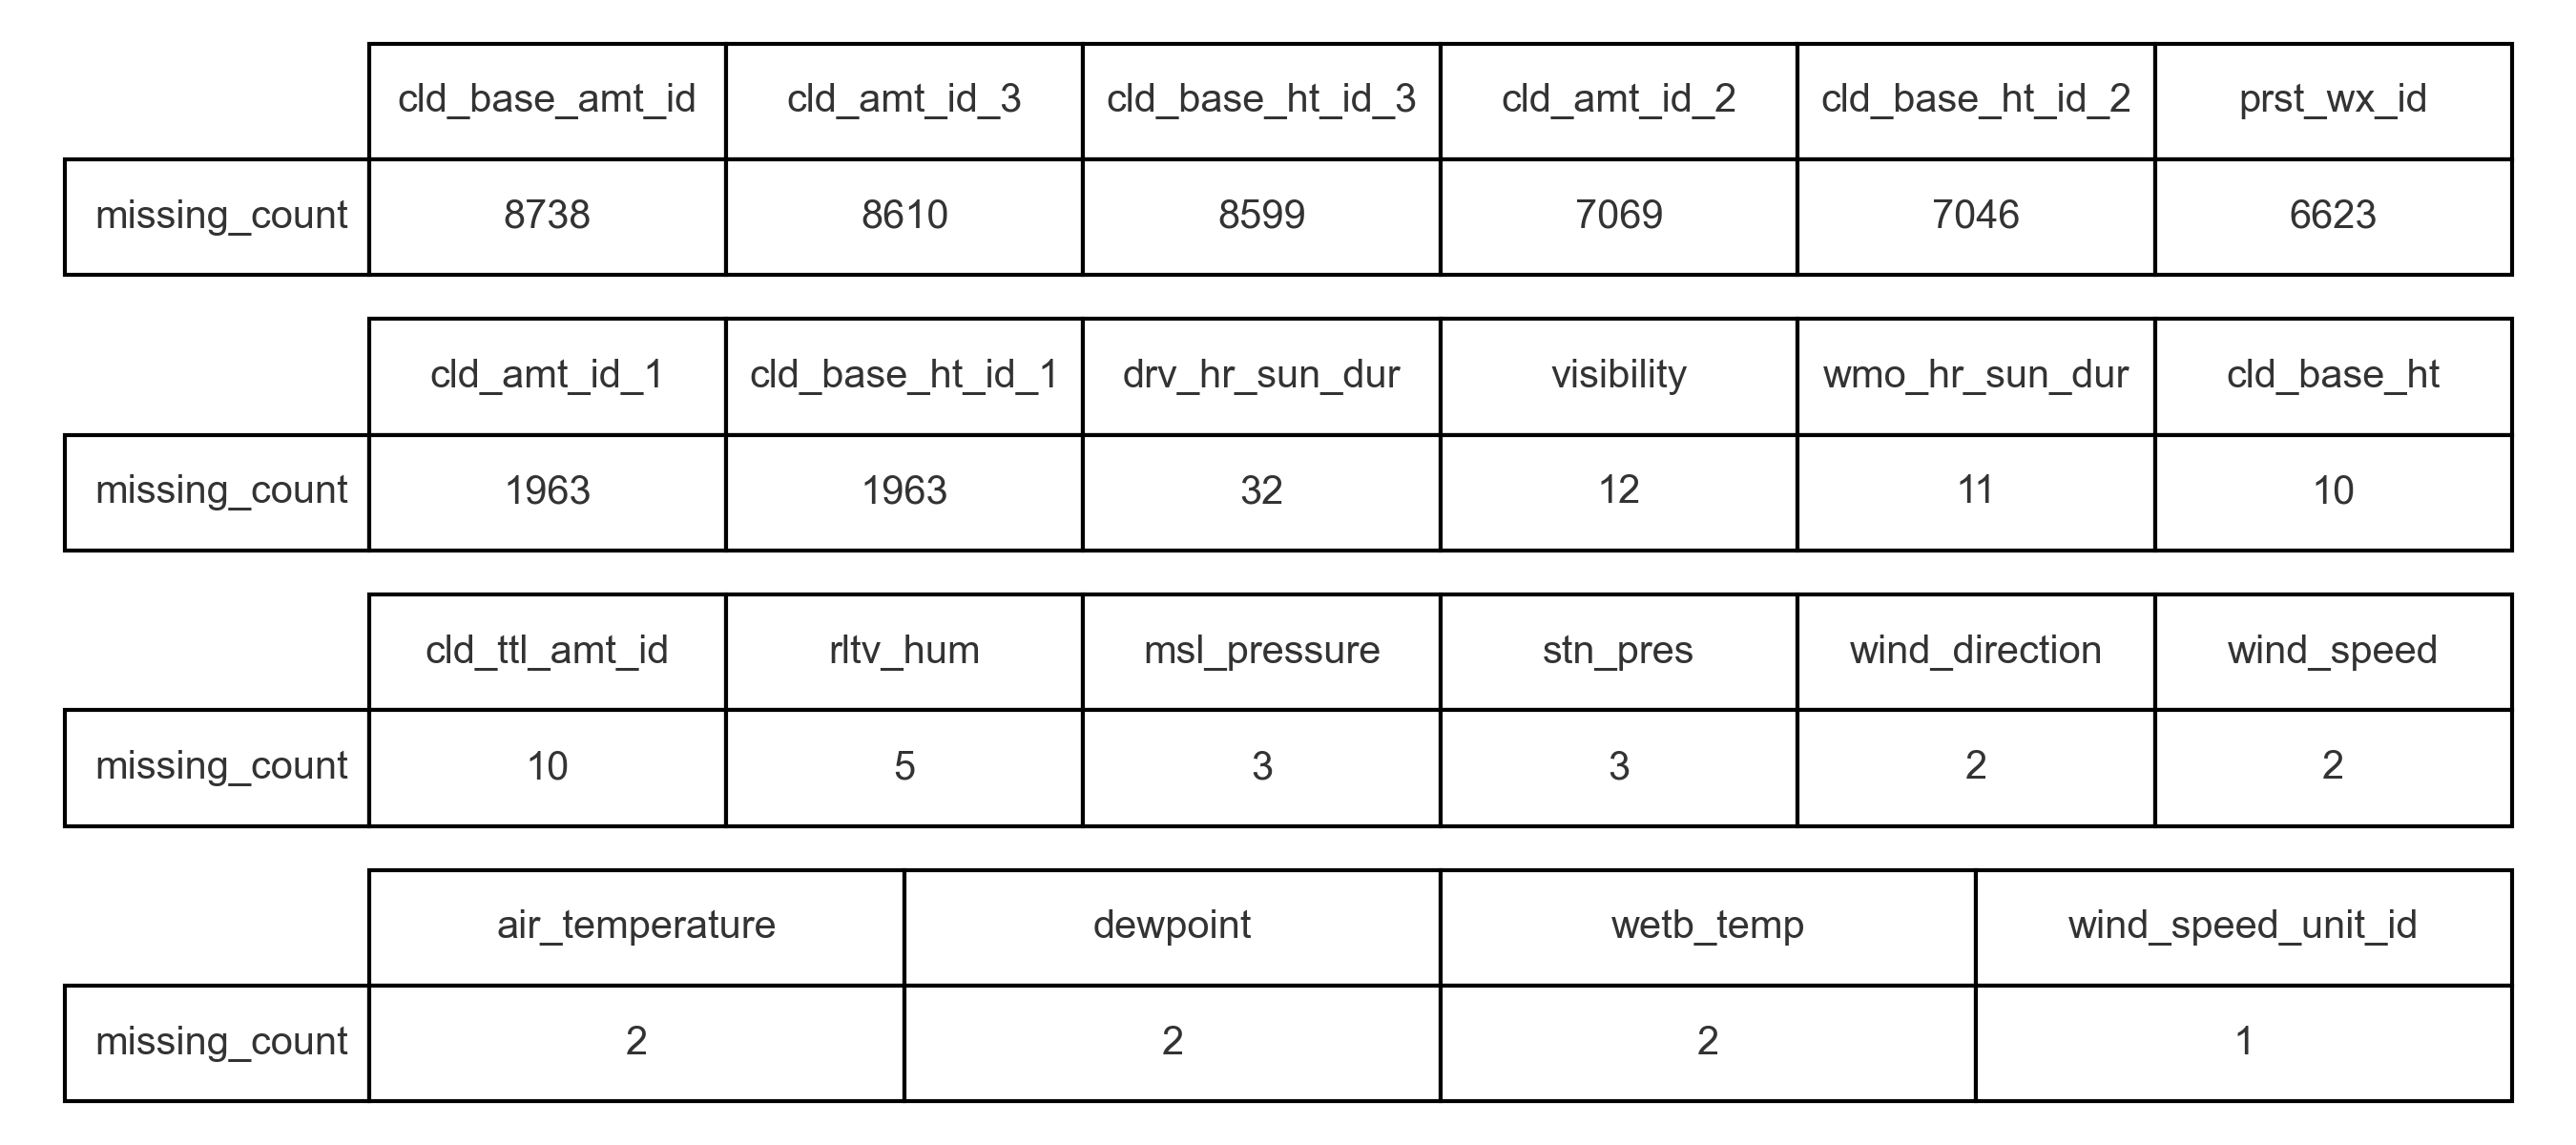 cld_base_amt_id cld_amt_id_3 cld_base_ht_id_3 cld_amt_id_2 cld_base_ht_id_2 prst_wx_id
missing_count 8738 8610 8599 7069 7046 6623
cld_amt_id_1 cld_base_ht_id_1 drv_hr_sun_dur visibility wmo_hr_sun_dur cld_base_ht
missing_count 1963 1963 32 12 11 10
cld_ttl_amt_id rltv_hum msl_pressure stn_pres wind_direction wind_speed
missing_count 10 5 3 3 2 2
air_temperature dewpoint wetb_temp wind_speed_unit_id
missing_count 2 2 2 1